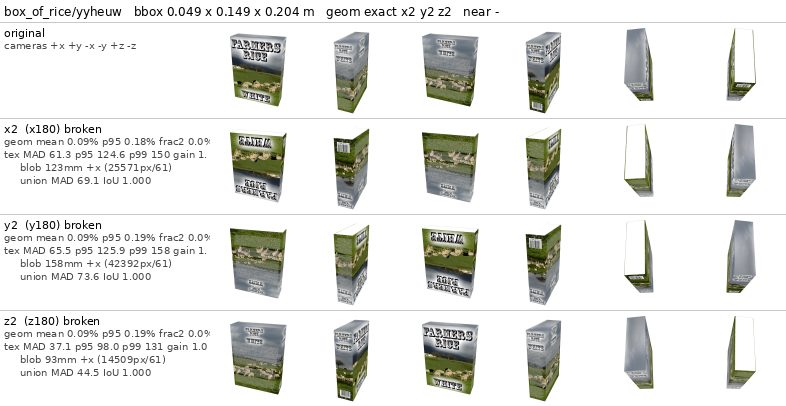 box_of_rice/yyheuw   bbox 0.049 x 0.149 x 0.204 m   geom exact x2 y2 z2   near -
original
cameras +x +y -x -y +z -z
FARMERS
RICE
WHITE
x2  (x180) broken
geom mean 0.09% p95 0.18% frac2 0.0%
tex MAD 61.3 p95 124.6 p99 150 gain 1.
blob 123mm +x (25571px/61)
union MAD 69.1 IoU 1.000
FARMERS
RICE
WHITE
y2  (y180) broken
geom mean 0.09% p95 0.19% frac2 0.0%
tex MAD 65.5 p95 125.9 p99 158 gain 1.
blob 158mm +x (42392px/61)
union MAD 73.6 IoU 1.000
FARMERS
RICE
WHITE
z2  (z180) broken
geom mean 0.09% p95 0.19% frac2 0.0%
tex MAD 37.1 p95 98.0 p99 131 gain 1.0
blob 93mm +x (14509px/61)
union MAD 44.5 IoU 1.000
FARMERS
RICE
WHITE